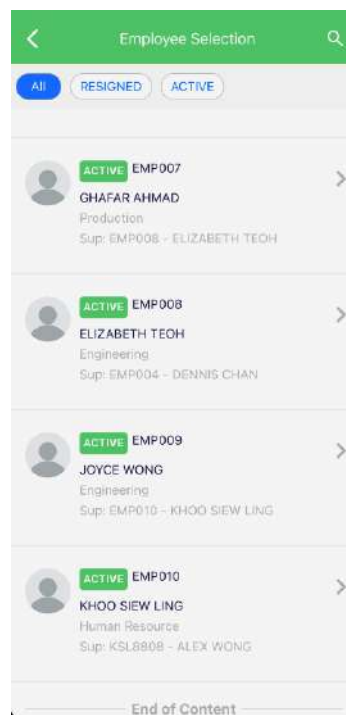 Employee Selection
All RESIGNED ACTIVE
ACTIVE EMP007
GHAFAR AHMAD
Production
Sup: EMP008 - ELIZABETH TEOH
ACTIVE EMP008
ELIZABETH TEOH
Engineering
Sup: EMP004 - DENNIS CHAN
ACTIVE EMP009
JOYCE WONG
Engineering
Sup: EMP010 - KHOO SIEW LING
ACTIVE EMP010
KHOO SIEW LING
Human Resource
Sup: KSL8808 - ALEX WONG
End of Content